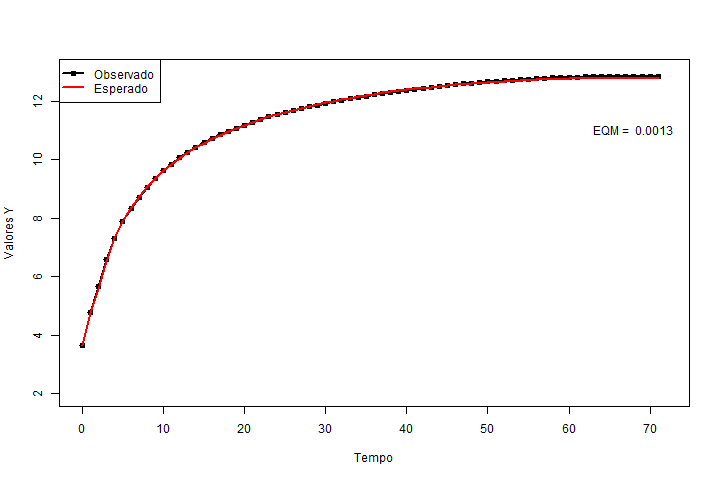 Observado
Esperado
EQM = 0.0013
Valores Y
12
10
8
6
4
2
0 10 20 30 40 50 60 70
Tempo